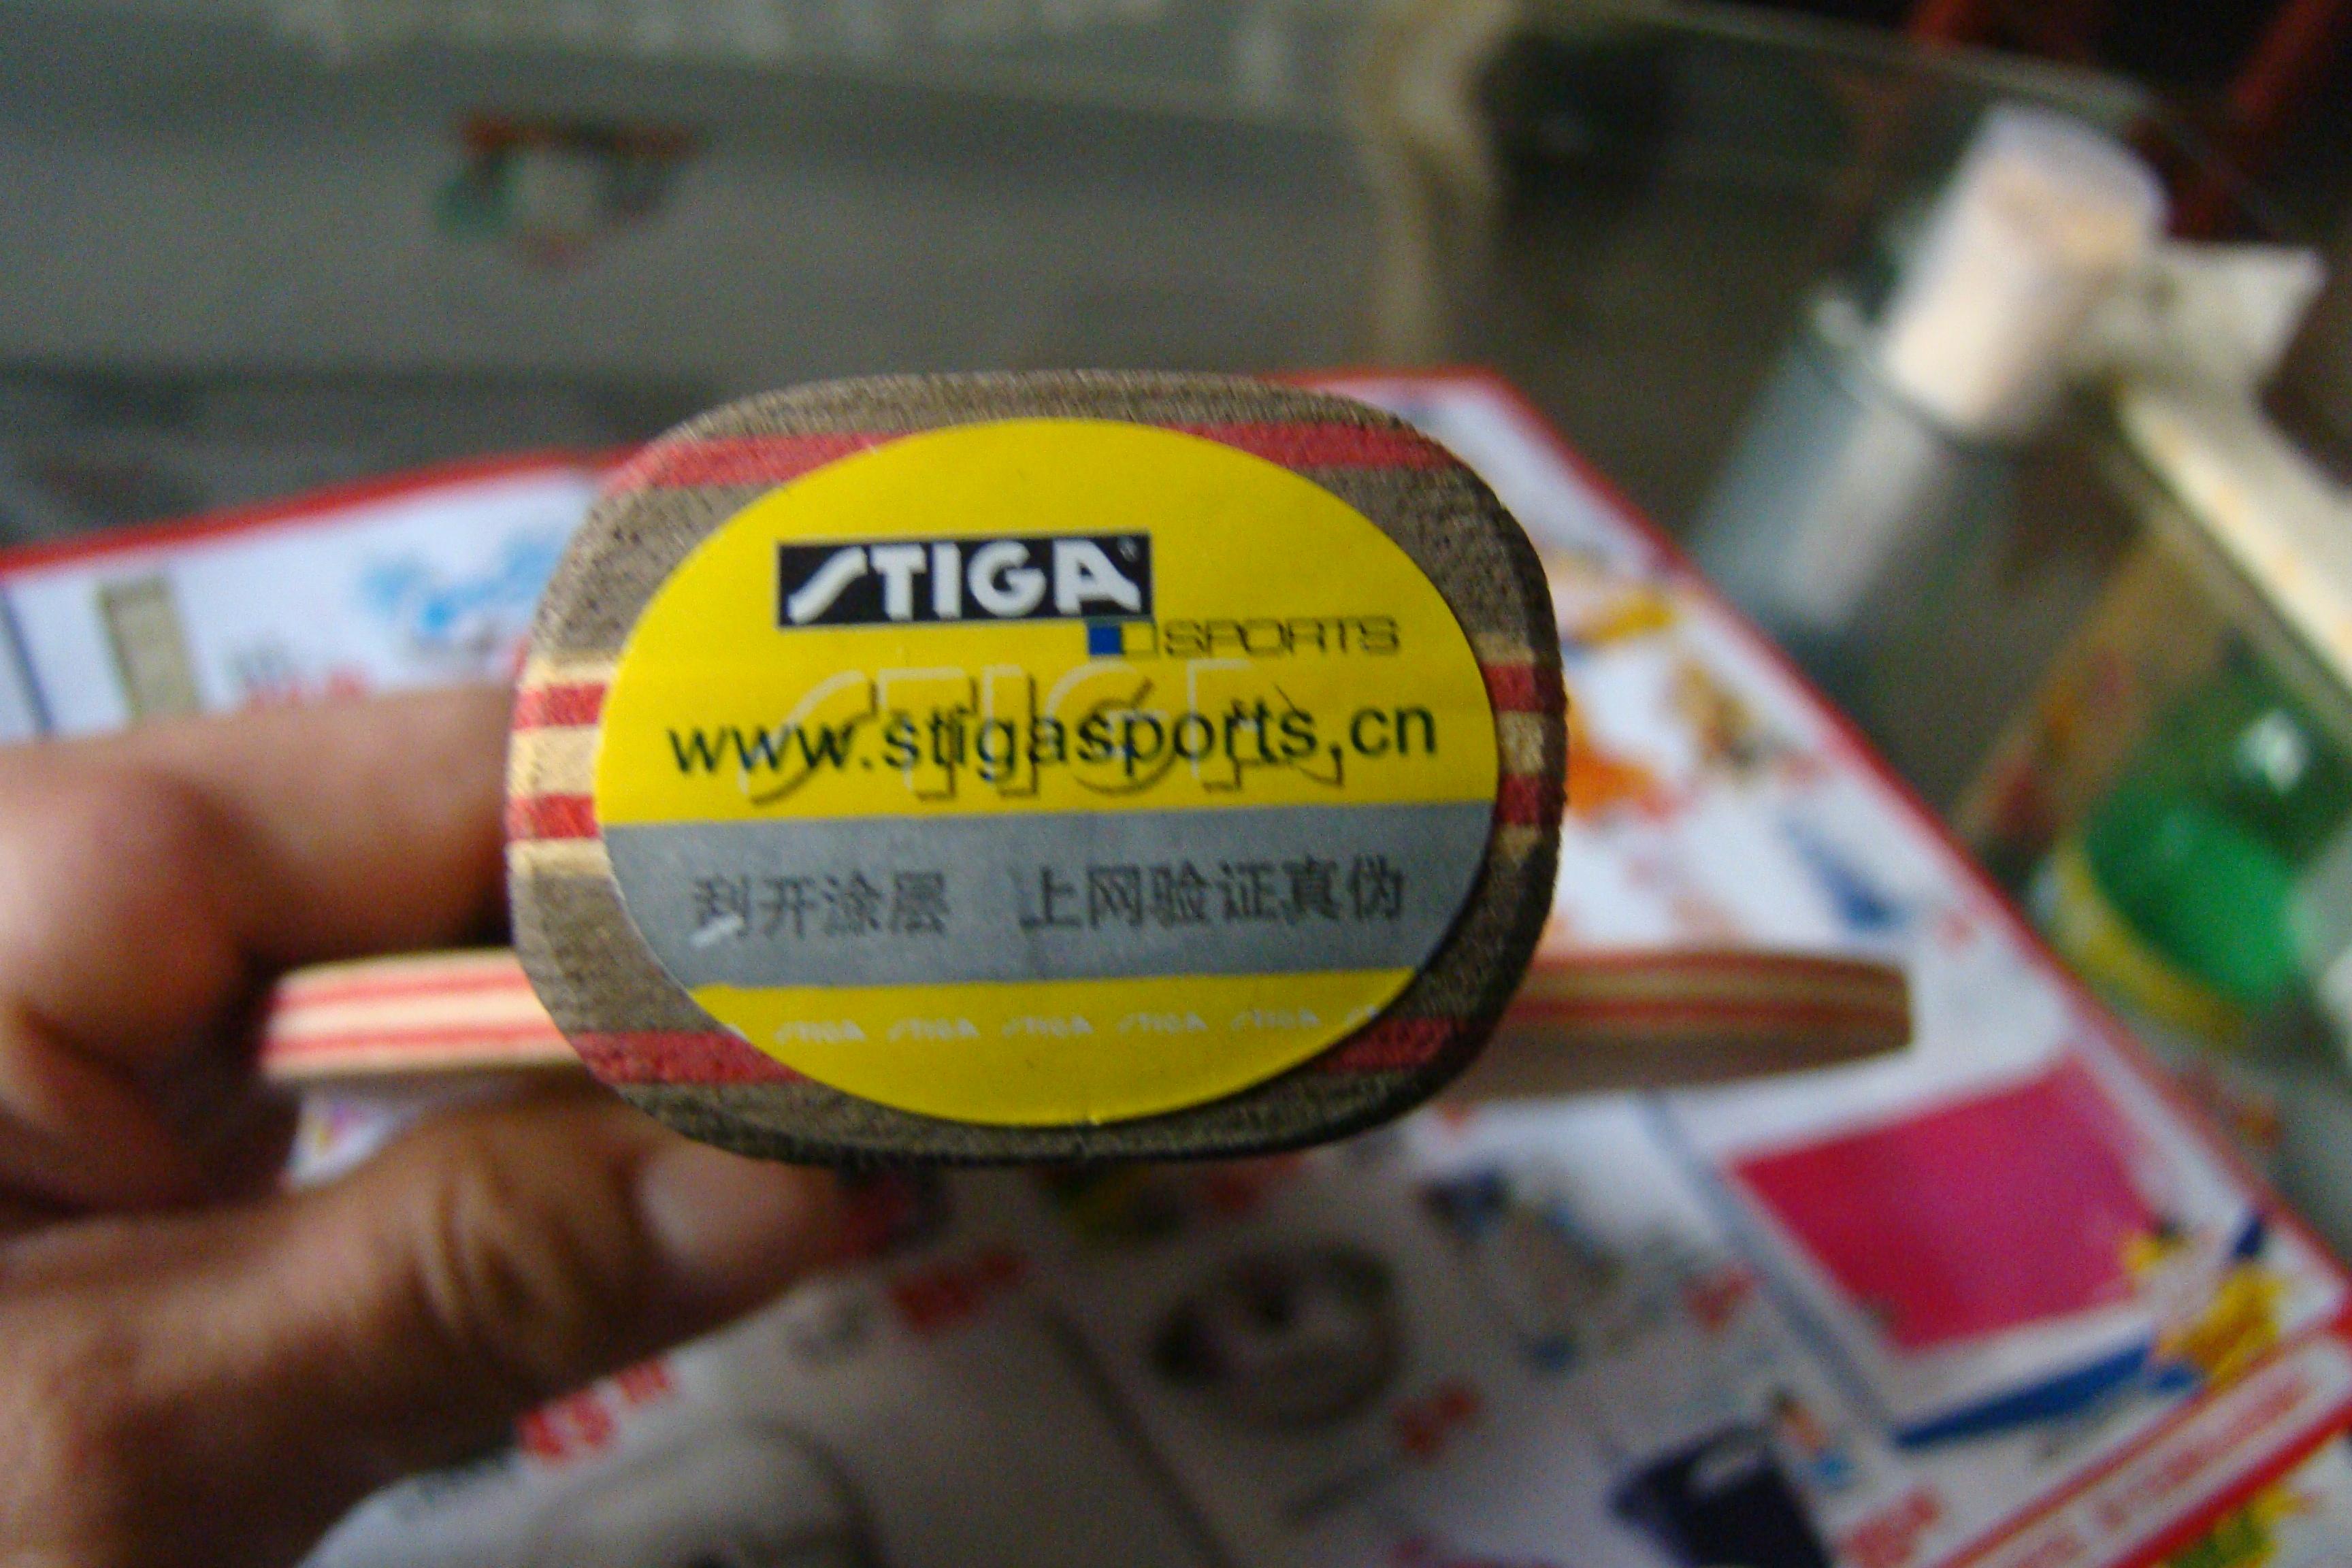 STIGA
SPORTS
STIGA
www.stigasports.cn
刮开涂层 上网验证真伪
STIGA STIGA STIGA STIGA STIGA